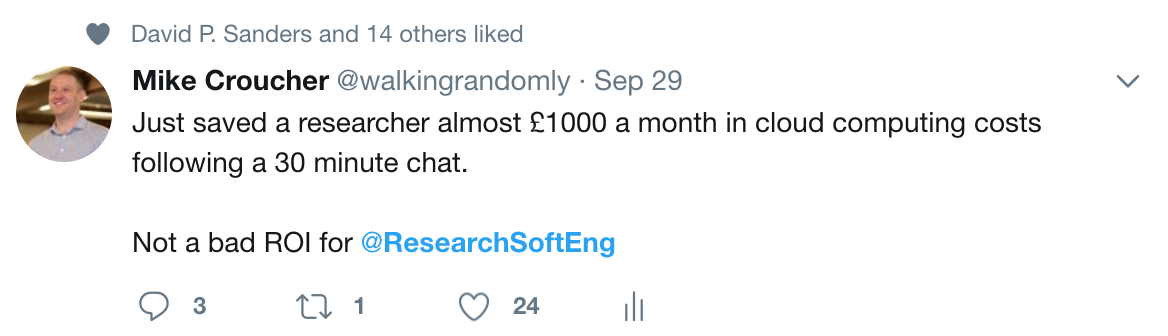 David P. Sanders and 14 others liked
Mike Croucher @walkingrandomly · Sep 29
Just saved a researcher almost £1000 a month in cloud computing costs
following a 30 minute chat.
Not a bad ROI for @ResearchSoftEng
3 1 24